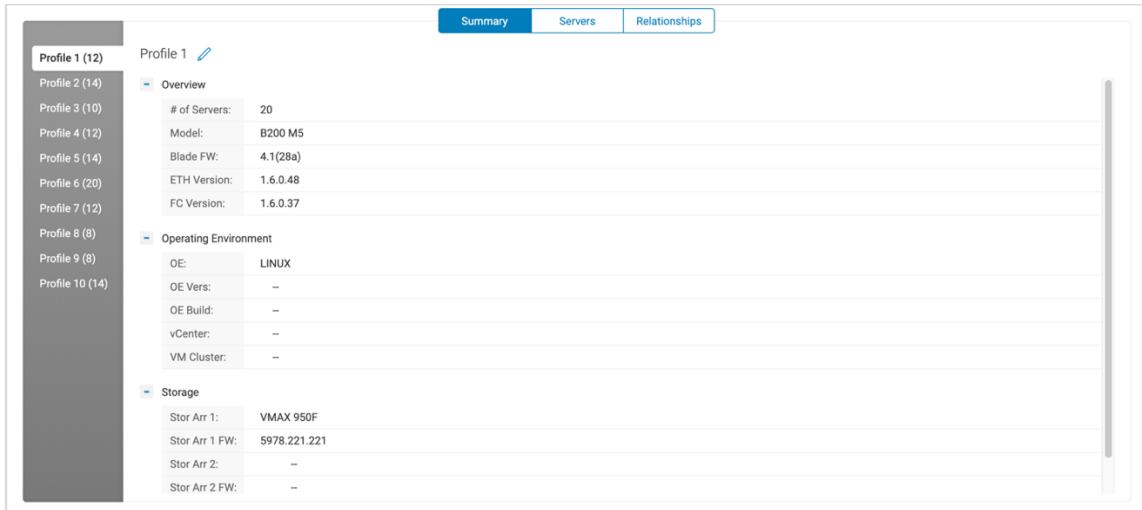 Summary Servers Relationships
Profile 1 (12)
Profile 2 (14)
Profile 3 (10)
Profile 4 (12)
Profile 5 (14)
Profile 6 (20)
Profile 7 (12)
Profile 8 (8)
Profile 9 (8)
Profile 10 (14)
Profile 1
- Overview
# of Servers: 20
Model: B200 M5
Blade FW: 4.1(28a)
ETH Version: 1.6.0.48
FC Version: 1.6.0.37
- Operating Environment
OE: LINUX
OE Vers: --
OE Build: --
vCenter: --
VM Cluster: --
- Storage
Stor Arr 1: VMAX 950F
Stor Arr 1 FW: 5978.221.221
Stor Arr 2: --
Stor Arr 2 FW: --